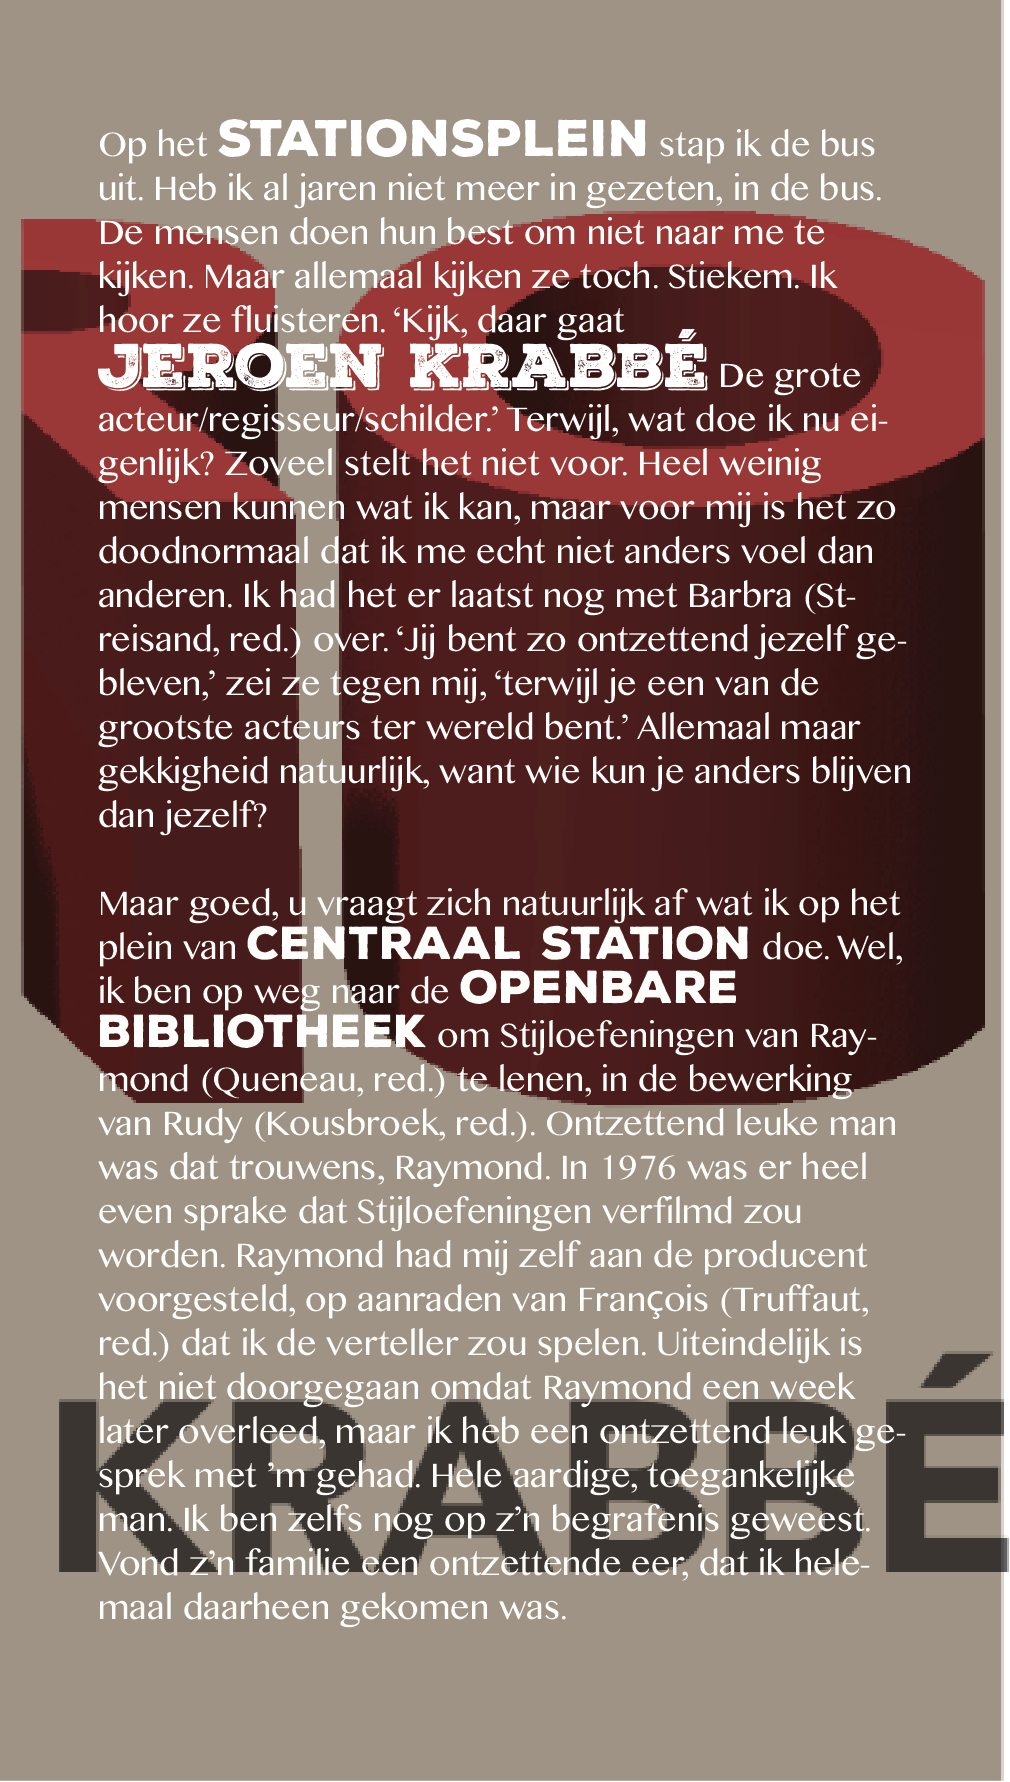 Op het STATIONSPLEIN stap ik de bus
uit. Heb ik al jaren niet meer in gezeten, in de bus.
De mensen doen hun best om niet naar me te
kijken. Maar allemaal kijken ze toch. Stiekem. Ik
hoor ze fluisteren. ‘Kijk, daar gaat
JEROEN KRABBÉ De grote
acteur/regisseur/schilder.’ Terwijl, wat doe ik nu ei-
genlijk? Zoveel stelt het niet voor. Heel weinig
mensen kunnen wat ik kan, maar voor mij is het zo
doodnormaal dat ik me echt niet anders voel dan
anderen. Ik had het er laatst nog met Barbra (St-
reisand, red.) over. ‘Jij bent zo ontzettend jezelf ge-
bleven,’ zei ze tegen mij, ‘terwijl je een van de
grootste acteurs ter wereld bent.’ Allemaal maar
gekkigheid natuurlijk, want wie kun je anders blijven
dan jezelf?
Maar goed, u vraagt zich natuurlijk af wat ik op het
plein van CENTRAAL STATION doe. Wel,
ik ben op weg naar de OPENBARE
BIBLIOTHEEK om Stijloefeningen van Ray-
mond (Queneau, red.) te lenen, in de bewerking
van Rudy (Kousbroek, red.). Ontzettend leuke man
was dat trouwens, Raymond. In 1976 was er heel
even sprake dat Stijloefeningen verfilmd zou
worden. Raymond had mij zelf aan de producent
voorgesteld, op aanraden van François (Truffaut,
red.) dat ik de verteller zou spelen. Uiteindelijk is
het niet doorgegaan omdat Raymond een week
later overleed, maar ik heb een ontzettend leuk ge-
sprek met ’m gehad. Hele aardige, toegankelijke
man. Ik ben zelfs nog op z’n begrafenis geweest.
Vond z’n familie een ontzettende eer, dat ik hele-
maal daarheen gekomen was.
KRABBÉ